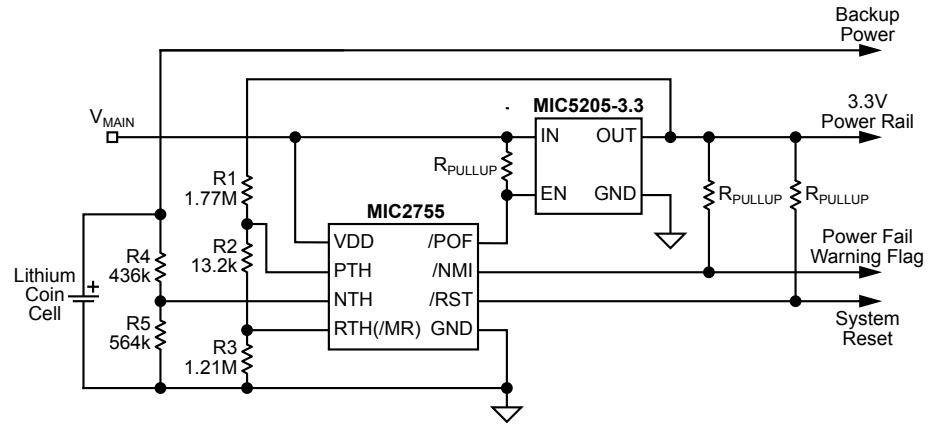 Backup
Power
MIC5205-3.3
3.3V
Power Rail
V_MAIN
IN OUT
R_PULLUP
EN GND
R_PULLUP R_PULLUP
R1
1.77M
MIC2755
VDD /POF
Power Fail
Warning Flag
R4
436k
R2
13.2k
PTH /NMI
Lithium
Coin
Cell
+
NTH /RST
System
Reset
R5
564k
RTH(/MR) GND
R3
1.21M